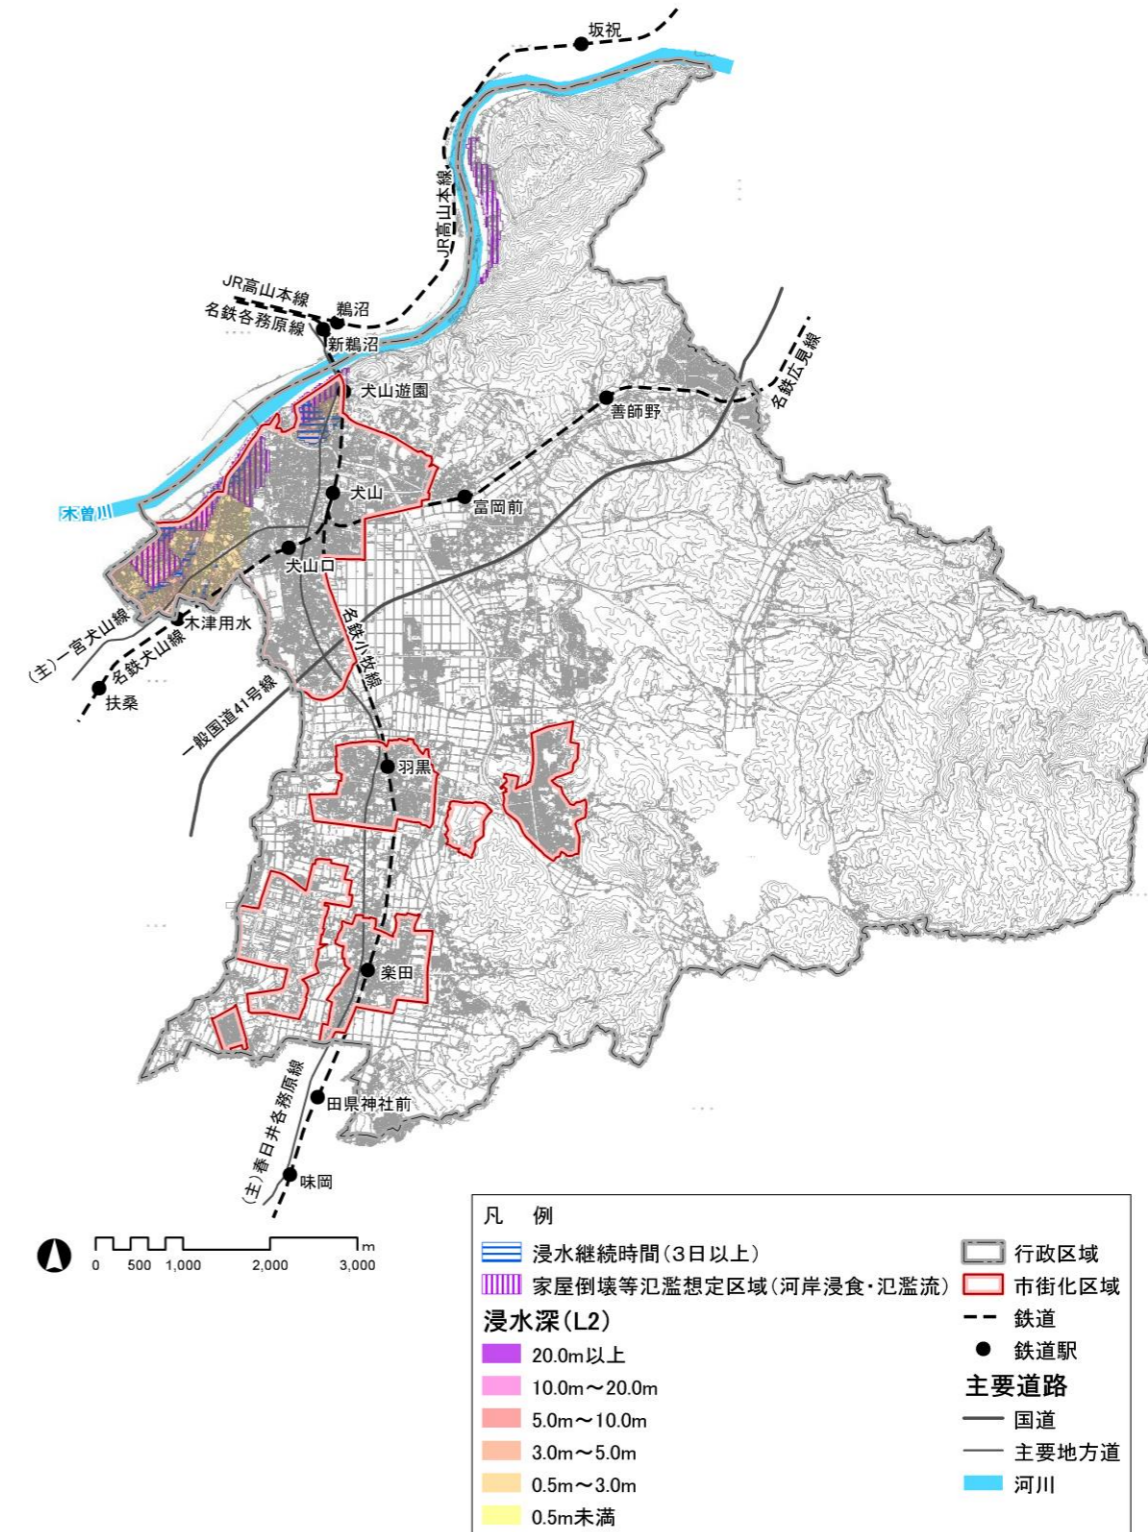 坂祝
JR高山本線
JR高山本線
名鉄各務原線
鵜沼
新鵜沼
犬山遊園
善師野
名鉄広見線
犬山
富岡前
木曽川
犬山口
木津用水
(主)一宮犬山線
名鉄犬山線
扶桑
名鉄小牧線
一般国道41号線
羽黒
楽田
(主)春日井各務原線
田県神社前
味岡
0 500 1,000 2,000 3,000 m
凡 例
浸水継続時間(3日以上)
家屋倒壊等氾濫想定区域(河岸浸食・氾濫流)
浸水深(L2)
20.0m以上
10.0m~20.0m
5.0m~10.0m
3.0m~5.0m
0.5m~3.0m
0.5m未満
行政区域
市街化区域
鉄道
鉄道駅
主要道路
国道
主要地方道
河川